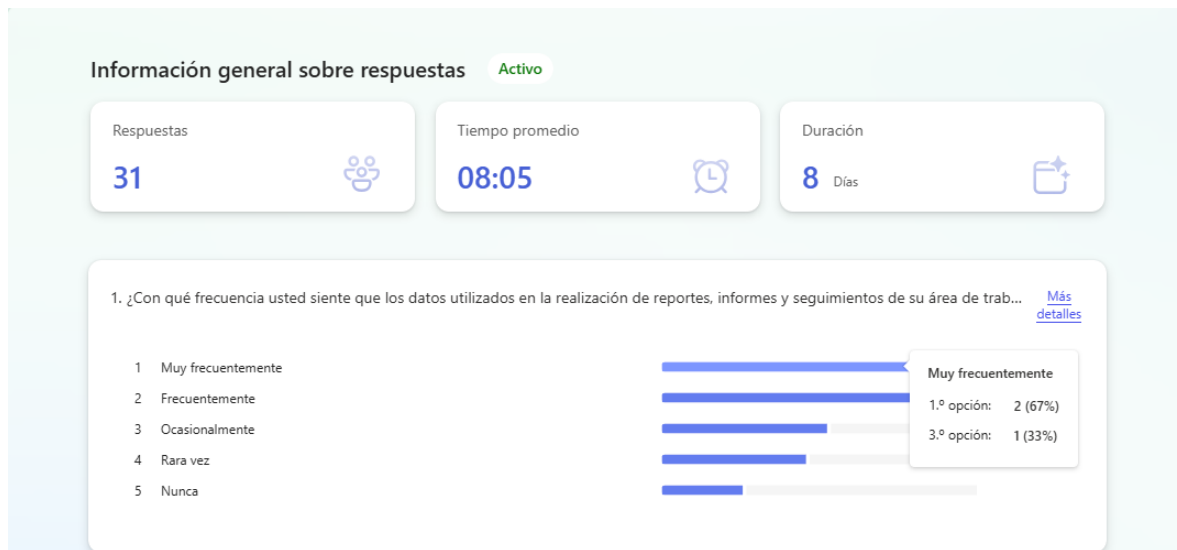 Información general sobre respuestas Activo
Respuestas
31
Tiempo promedio
08:05
Duración
8 Días
1. ¿Con qué frecuencia usted siente que los datos utilizados en la realización de reportes, informes y seguimientos de su área de trab... Más
detalles
1 Muy frecuentemente
2 Frecuentemente
3 Ocasionalmente
4 Rara vez
5 Nunca
Muy frecuentemente
1.º opción: 2 (67%)
3.º opción: 1 (33%)